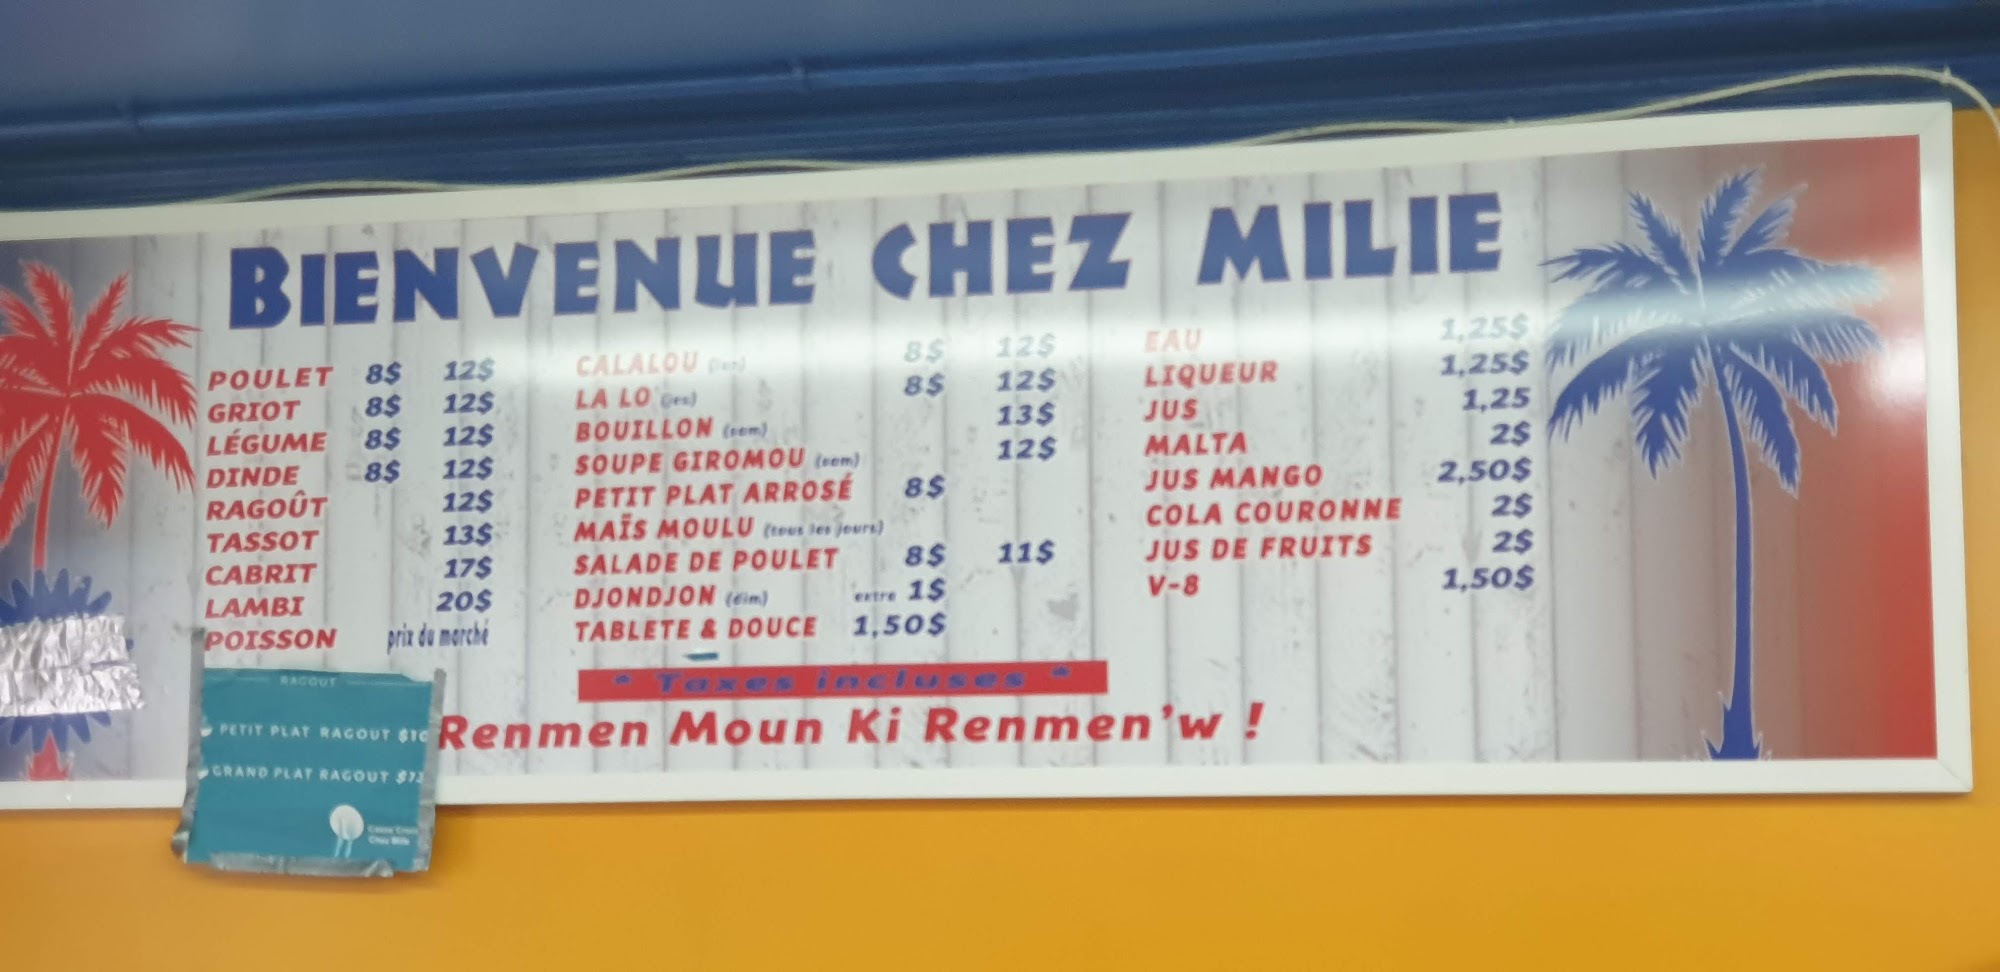 BIENVENUE CHEZ MILIE
POULET 8$ 12$
GRIOT 8$ 12$
LÉGUME 8$ 12$
DINDE 8$ 12$
RAGOÛT 12$
TASSOT 13$
CABRIT 17$
LAMBI 20$
POISSON prix du marché
CALALOU 8$ 12$
LA LO 8$ 12$
BOUILLON (sam) 13$
SOUPE GIROMOU (sam) 12$
PETIT PLAT ARROSÉ 8$
MAÏS MOULU (tous les jours)
SALADE DE POULET 8$ 11$
DJONDJON (dim) extre 1$
TABLETE & DOUCE 1,50$
EAU 1,25$
LIQUEUR 1,25$
JUS 1,25
MALTA 2$
JUS MANGO 2,50$
COLA COURONNE 2$
JUS DE FRUITS 2$
V-8 1,50$
* Taxes incluses *
Renmen Moun Ki Renmen'w !
RAGOUT
PETIT PLAT RAGOUT $10
GRAND PLAT RAGOUT